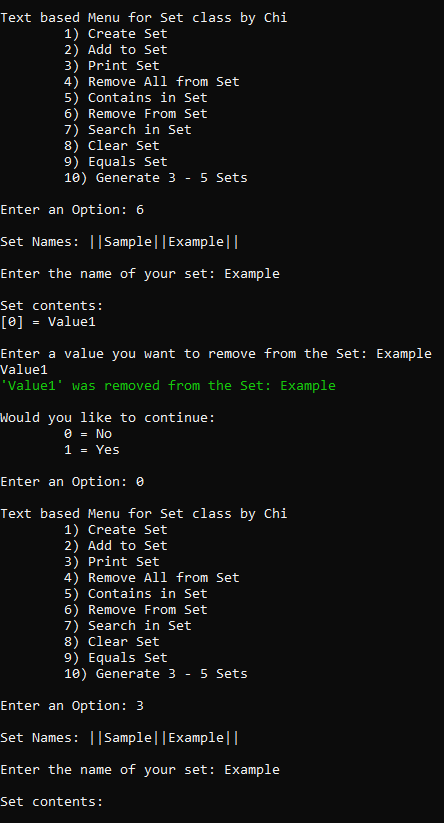 Text based Menu for Set class by Chi
1) Create Set
2) Add to Set
3) Print Set
4) Remove All from Set
5) Contains in Set
6) Remove From Set
7) Search in Set
8) Clear Set
9) Equals Set
10) Generate 3 - 5 Sets
Enter an Option: 6
Set Names: ||Sample||Example||
Enter the name of your set: Example
Set contents:
[0] = Value1
Enter a value you want to remove from the Set: Example
Value1
'Value1' was removed from the Set: Example
Would you like to continue:
0 = No
1 = Yes
Enter an Option: 0
Text based Menu for Set class by Chi
1) Create Set
2) Add to Set
3) Print Set
4) Remove All from Set
5) Contains in Set
6) Remove From Set
7) Search in Set
8) Clear Set
9) Equals Set
10) Generate 3 - 5 Sets
Enter an Option: 3
Set Names: ||Sample||Example||
Enter the name of your set: Example
Set contents: